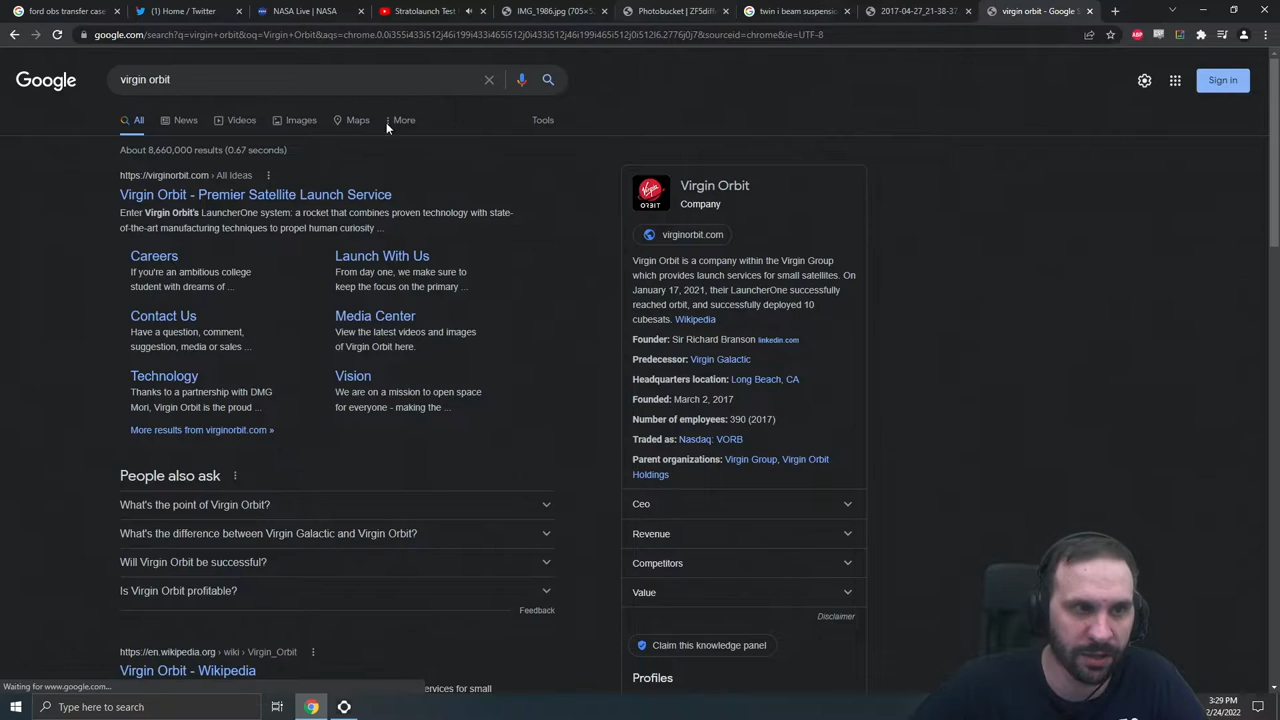 ford obs transfer case
(1) Home / Twitter
NASA Live | NASA
Stratolaunch Test
IMG_1986.jpg (705×5
Photobucket | ZF5diff
twin i beam suspensio
2017-04-27_21-38-37
virgin orbit - Google S
google.com/search?q=virgin+orbit&oq=Virgin+Orbit&aqs=chrome.0.0i355i433i457i512j0i512j46i199i433i465i512j0i512j46i199i465i512j0i512l6.2776j0j7&sourceid=chrome&ie=UTF-8
Google
virgin orbit
Sign in
All
News
Videos
Images
Maps
More
Tools
About 8,660,000 results (0.67 seconds)
https://virginorbit.com › All Ideas
Virgin Orbit - Premier Satellite Launch Service
Enter Virgin Orbit's LauncherOne system: a rocket that combines proven technology with state-
of-the-art manufacturing techniques to propel human curiosity ...
Careers
If you're an ambitious college
student with dreams of ...
Launch With Us
From day one, we make sure to
keep the focus on the primary ...
Contact Us
Have a question, comment,
suggestion, media or sales ...
Media Center
View the latest videos and images
of Virgin Orbit here.
Technology
Thanks to a partnership with DMG
Mori, Virgin Orbit is the proud ...
Vision
We are on a mission to open space
for everyone - making the ...
More results from virginorbit.com »
People also ask
What's the point of Virgin Orbit?
What's the difference between Virgin Galactic and Virgin Orbit?
Will Virgin Orbit be successful?
Is Virgin Orbit profitable?
Feedback
https://en.wikipedia.org › wiki › Virgin_Orbit
Virgin Orbit - Wikipedia
services for small
Virgin
ORBIT
Virgin Orbit
Company
virginorbit.com
Virgin Orbit is a company within the Virgin Group
which provides launch services for small satellites. On
January 17, 2021, their LauncherOne successfully
reached orbit, and successfully deployed 10
cubesats. Wikipedia
Founder: Sir Richard Branson linkedin.com
Predecessor: Virgin Galactic
Headquarters location: Long Beach, CA
Founded: March 2, 2017
Number of employees: 390 (2017)
Traded as: Nasdaq: VORB
Parent organizations: Virgin Group, Virgin Orbit
Holdings
Ceo
Revenue
Competitors
Value
Disclaimer
Claim this knowledge panel
Profiles
Waiting for www.google.com...
Type here to search
3:29 PM
2/24/2022